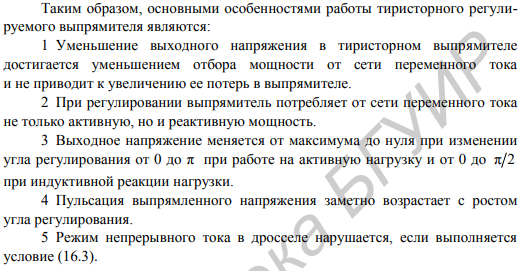 Таким образом, основными особенностями работы тиристорного регули-
руемого выпрямителя являются:
1 Уменьшение выходного напряжения в тиристорном выпрямителе
достигается уменьшением отбора мощности от сети переменного тока
и не приводит к увеличению ее потерь в выпрямителе.
2 При регулировании выпрямитель потребляет от сети переменного тока
не только активную, но и реактивную мощность.
3 Выходное напряжение меняется от максимума до нуля при изменении
угла регулирования от 0 до π при работе на активную нагрузку и от 0 до π/2
при индуктивной реакции нагрузки.
4 Пульсация выпрямленного напряжения заметно возрастает с ростом
угла регулирования.
5 Режим непрерывного тока в дросселе нарушается, если выполняется
условие (16.3).
ека БГУИР